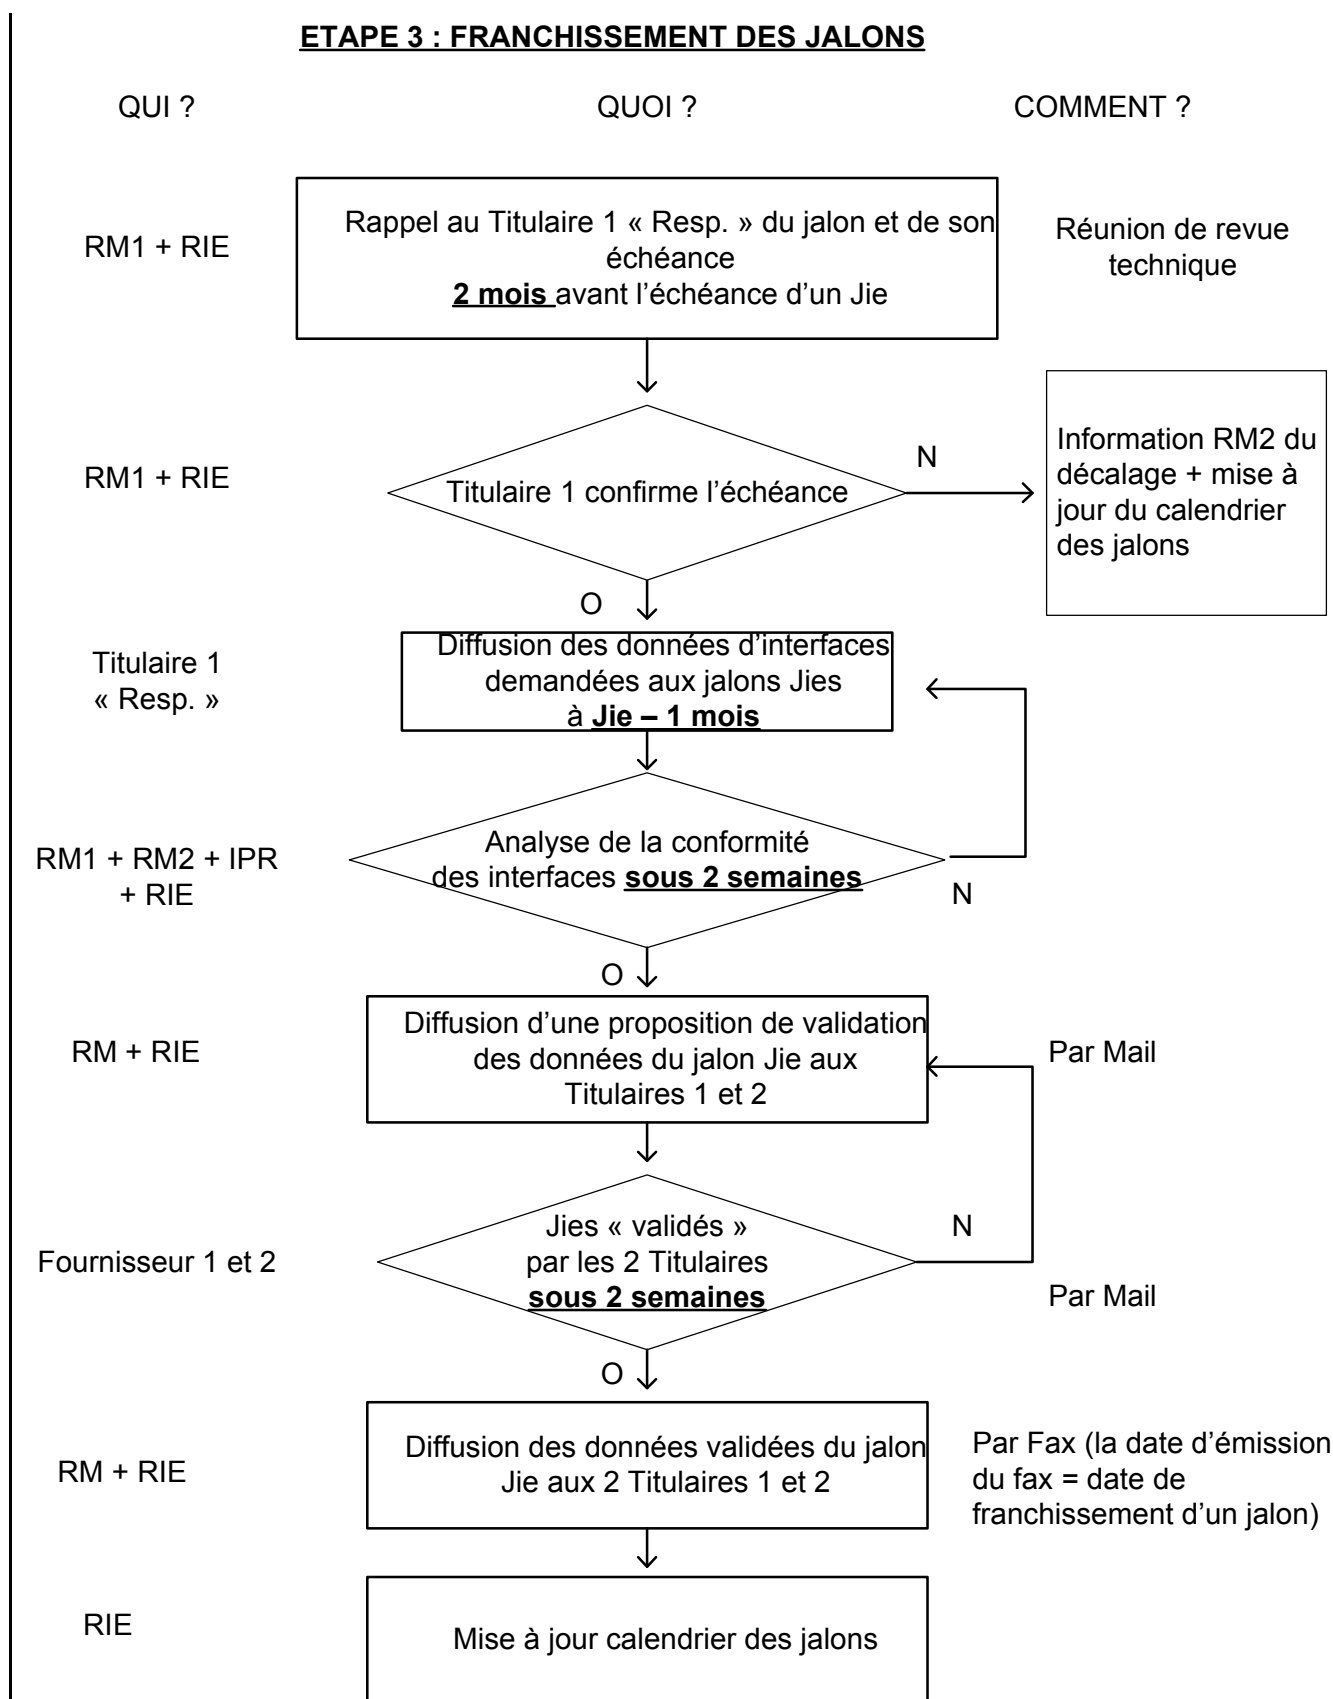 ETAPE 3 : FRANCHISSEMENT DES JALONS
QUI ?
QUOI ?
COMMENT ?
RM1 + RIE
Rappel au Titulaire 1 « Resp. » du jalon et de son
échéance
2 mois avant l’échéance d’un Jie
Réunion de revue
technique
RM1 + RIE
Titulaire 1 confirme l’échéance
N
Information RM2 du
décalage + mise à
jour du calendrier
des jalons
O
Titulaire 1
« Resp. »
Diffusion des données d’interfaces
demandées aux jalons Jies
à Jie – 1 mois
RM1 + RM2 + IPR
+ RIE
Analyse de la conformité
des interfaces sous 2 semaines
N
O
RM + RIE
Diffusion d’une proposition de validation
des données du jalon Jie aux
Titulaires 1 et 2
Par Mail
Fournisseur 1 et 2
Jies « validés »
par les 2 Titulaires
sous 2 semaines
N
Par Mail
O
RM + RIE
Diffusion des données validées du jalon
Jie aux 2 Titulaires 1 et 2
Par Fax (la date d’émission
du fax = date de
franchissement d’un jalon)
RIE
Mise à jour calendrier des jalons